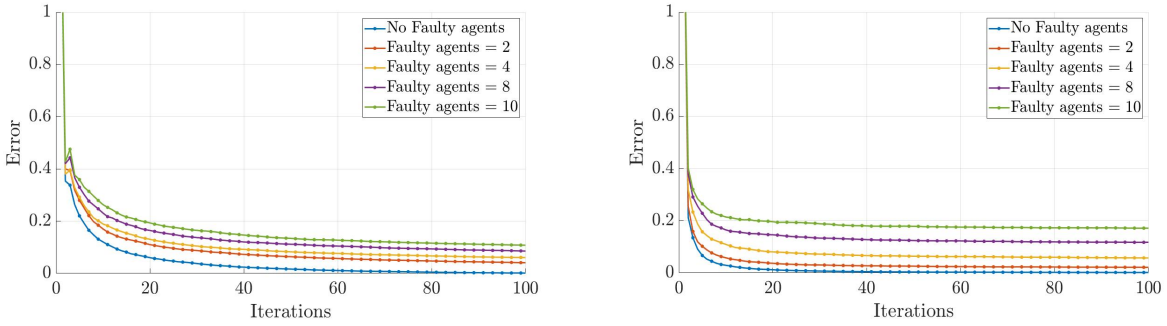 1
0.8
0.6
0.4
0.2
0
0
20
40
60
80
100
Error
Iterations
No Faulty agents
Faulty agents = 2
Faulty agents = 4
Faulty agents = 8
Faulty agents = 10
1
0.8
0.6
0.4
0.2
0
0
20
40
60
80
100
Error
Iterations
No Faulty agents
Faulty agents = 2
Faulty agents = 4
Faulty agents = 8
Faulty agents = 10